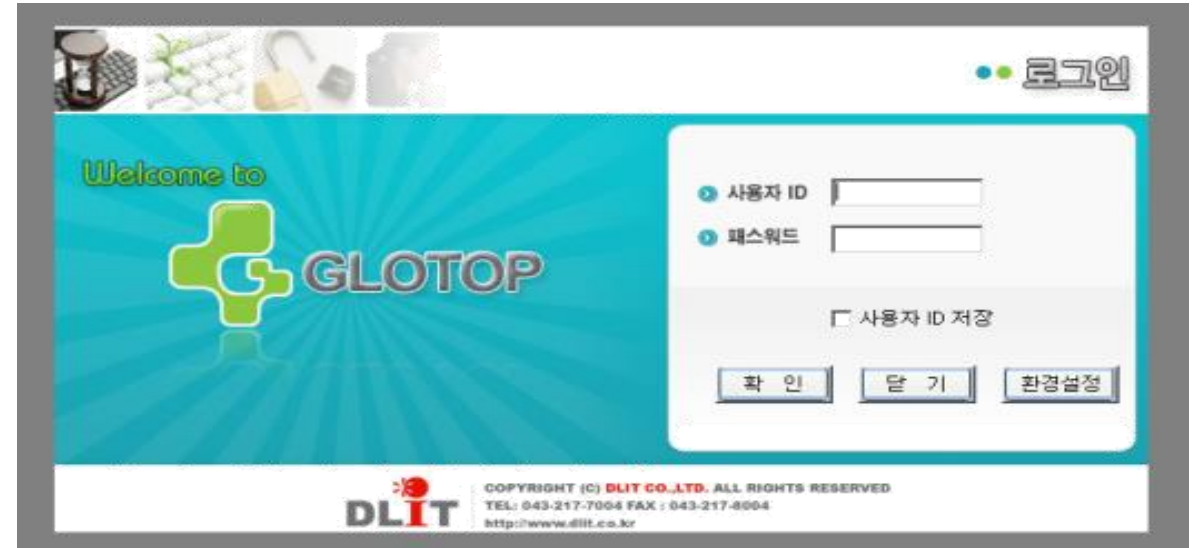 로그인
Welcome to
GLOTOP
사용자 ID
패스워드
사용자 ID 저장
확 인 닫 기 환경설정
DLIT
COPYRIGHT (C) DLIT CO.,LTD. ALL RIGHTS RESERVED
TEL: 043-217-7004 FAX : 043-217-8004
http://www.dlit.co.kr